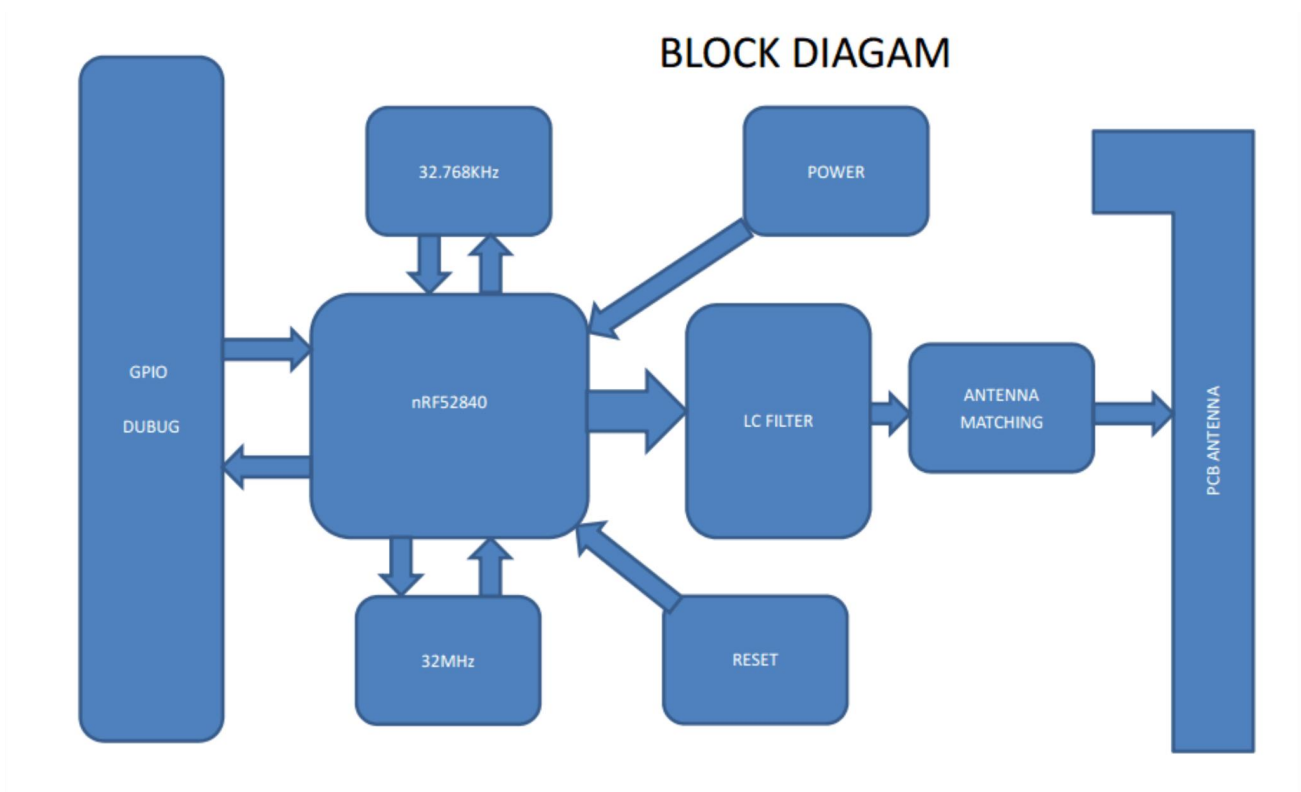 BLOCK DIAGAM
32.768KHz
POWER
GPIO
DUBUG
nRF52840
LC FILTER
ANTENNA
MATCHING
PCB ANTENNA
32MHz
RESET